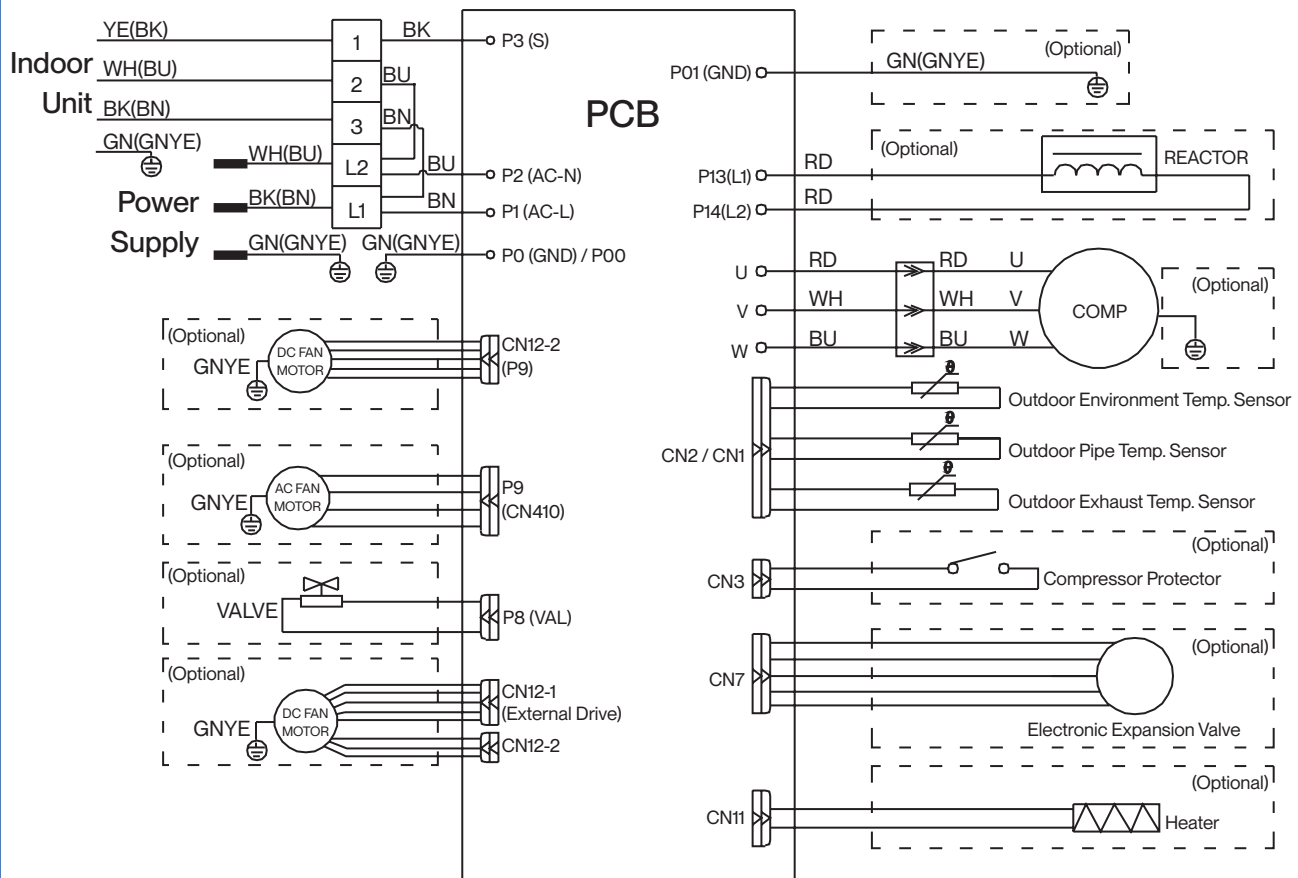 YE(BK)
1
BK
P3 (S)
Indoor
Unit
WH(BU)
2
BU
BK(BN)
3
BN
GN(GNYE)
WH(BU)
L2
BU
P2 (AC-N)
Power
Supply
BK(BN)
L1
BN
P1 (AC-L)
GN(GNYE)
GN(GNYE)
P0 (GND) / P00
PCB
(Optional)
DC FAN
MOTOR
GNYE
CN12-2
(P9)
(Optional)
AC FAN
MOTOR
GNYE
P9
(CN410)
(Optional)
VALVE
P8 (VAL)
(Optional)
DC FAN
MOTOR
GNYE
CN12-1
(External Drive)
CN12-2
P01 (GND)
GN(GNYE)
(Optional)
(Optional)
REACTOR
P13(L1)
RD
P14(L2)
RD
U
RD
RD
U
V
WH
WH
V
W
BU
BU
W
COMP
(Optional)
CN2 / CN1
θ
Outdoor Environment Temp. Sensor
θ
Outdoor Pipe Temp. Sensor
θ
Outdoor Exhaust Temp. Sensor
(Optional)
CN3
Compressor Protector
(Optional)
CN7
Electronic Expansion Valve
(Optional)
CN11
Heater